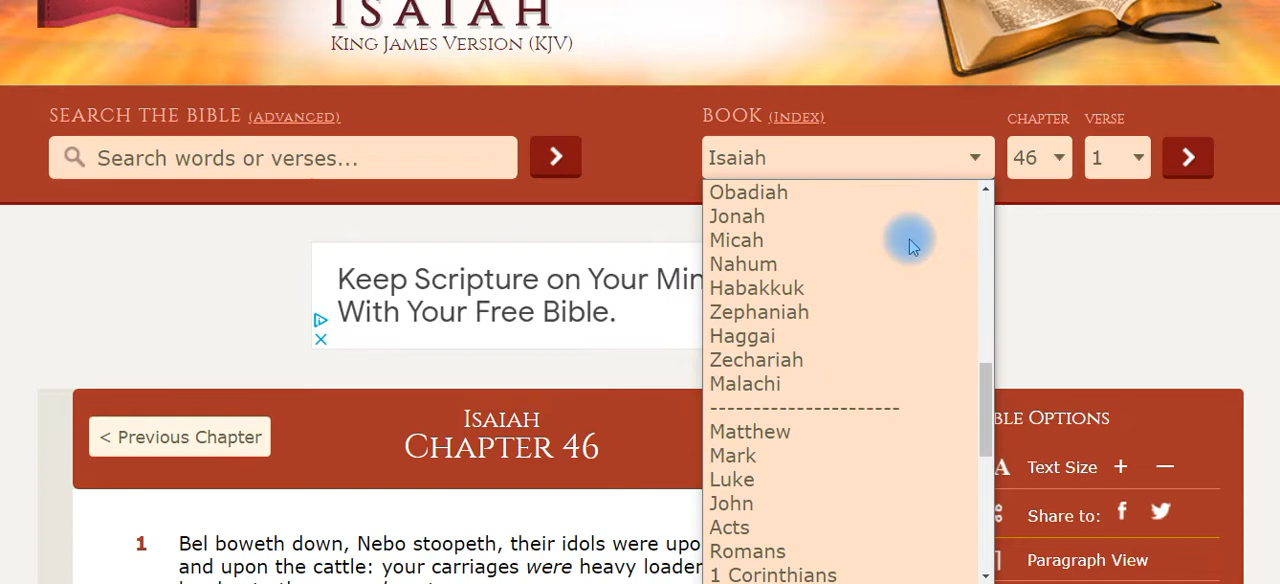 ISAIAH
KING JAMES VERSION (KJV)
SEARCH THE BIBLE (ADVANCED)
Search words or verses...
BOOK (INDEX)
CHAPTER
VERSE
Isaiah
46
1
Obadiah
Jonah
Micah
Nahum
Habakkuk
Zephaniah
Haggai
Zechariah
Malachi
----------------------
Matthew
Mark
Luke
John
Acts
Romans
1 Corinthians
Keep Scripture on Your Min
With Your Free Bible.
< Previous Chapter
ISAIAH
CHAPTER 46
BLE OPTIONS
A Text Size + −
Share to:
Paragraph View
1 Bel boweth down, Nebo stoopeth, their idols were upo
and upon the cattle: your carriages were heavy loader